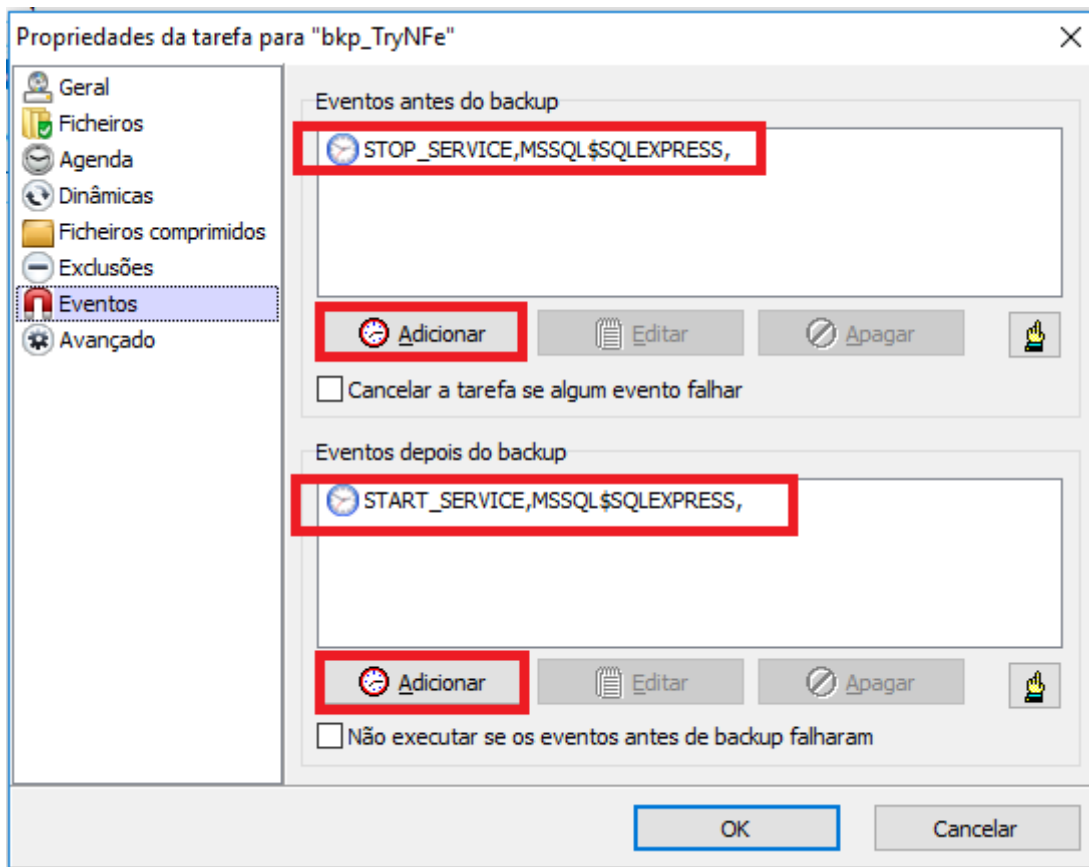 Propriedades da tarefa para "bkp_TryNFe"
Geral
Ficheiros
Agenda
Dinâmicas
Ficheiros comprimidos
Exclusões
Eventos
Avançado
Eventos antes do backup
STOP_SERVICE,MSSQL$SQLEXPRESS,
Adicionar
Editar
Apagar
Cancelar a tarefa se algum evento falhar
Eventos depois do backup
START_SERVICE,MSSQL$SQLEXPRESS,
Adicionar
Editar
Apagar
Não executar se os eventos antes de backup falharam
OK
Cancelar